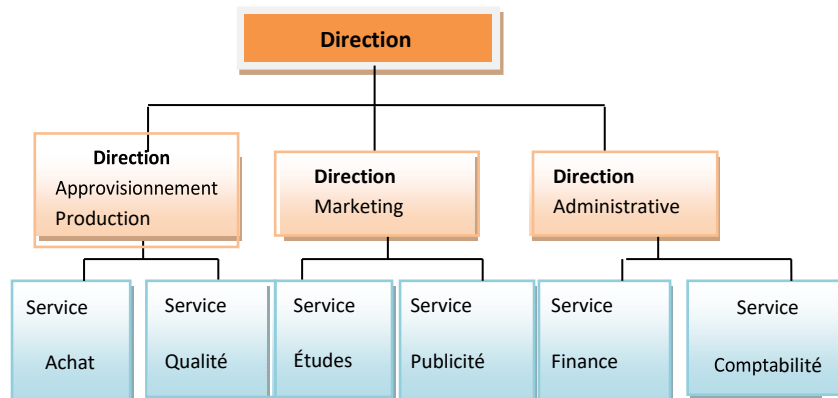 Direction
Direction
Approvisionnement
Production
Direction
Marketing
Direction
Administrative
Service
Achat
Service
Qualité
Service
Études
Service
Publicité
Service
Finance
Service
Comptabilité